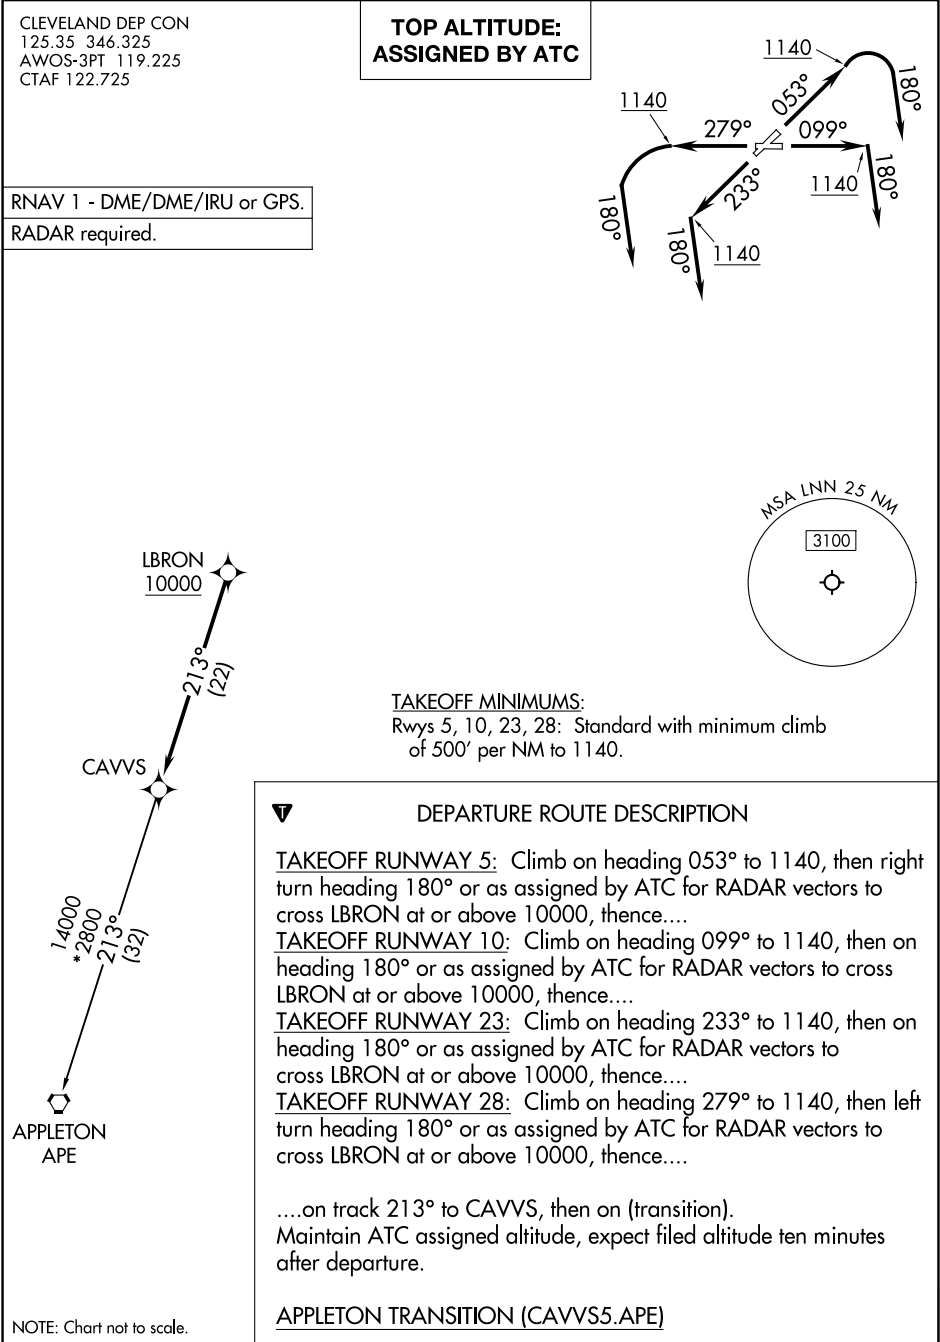 CLEVELAND DEP CON
125.35 346.325
AWOS-3PT 119.225
CTAF 122.725
TOP ALTITUDE:
ASSIGNED BY ATC
1140
053°
180°
1140
279°
099°
180°
233°
1140
180°
180°
1140
RNAV 1 - DME/DME/IRU or GPS.
RADAR required.
MSA LNN 25 NM
3100
LBRON
10000
213°
(22)
TAKEOFF MINIMUMS:
Rwys 5, 10, 23, 28: Standard with minimum climb
of 500' per NM to 1140.
CAVVS
14000
*2800
213°
(32)
APPLETON
APE
T
DEPARTURE ROUTE DESCRIPTION
TAKEOFF RUNWAY 5: Climb on heading 053° to 1140, then right
turn heading 180° or as assigned by ATC for RADAR vectors to
cross LBRON at or above 10000, thence....
TAKEOFF RUNWAY 10: Climb on heading 099° to 1140, then on
heading 180° or as assigned by ATC for RADAR vectors to cross
LBRON at or above 10000, thence....
TAKEOFF RUNWAY 23: Climb on heading 233° to 1140, then on
heading 180° or as assigned by ATC for RADAR vectors to
cross LBRON at or above 10000, thence....
TAKEOFF RUNWAY 28: Climb on heading 279° to 1140, then left
turn heading 180° or as assigned by ATC for RADAR vectors to
cross LBRON at or above 10000, thence....
....on track 213° to CAVVS, then on (transition).
Maintain ATC assigned altitude, expect filed altitude ten minutes
after departure.
APPLETON TRANSITION (CAVVS5.APE)
NOTE: Chart not to scale.